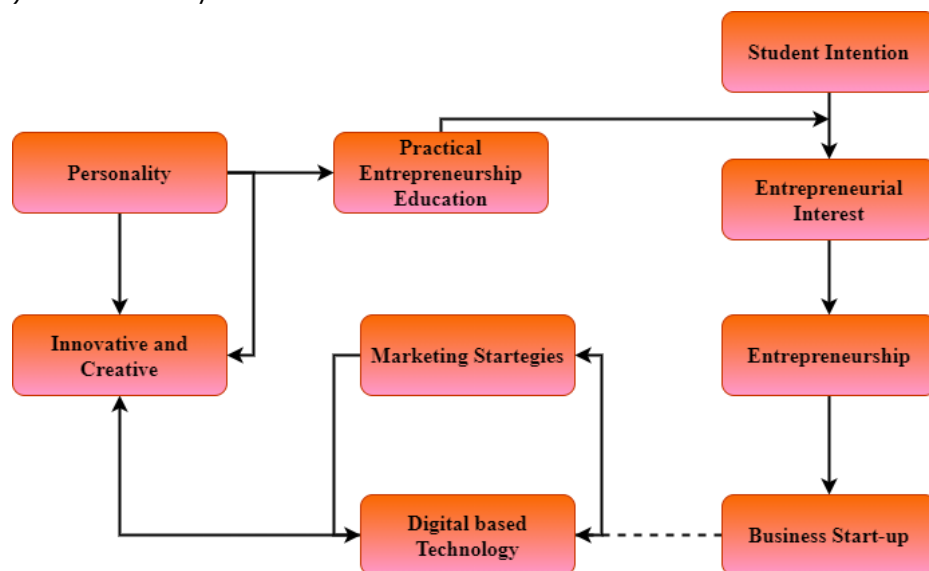 Student Intention
Personality
Practical
Entrepreneurship
Education
Entrepreneurial
Interest
Innovative and
Creative
Marketing Startegies
Entrepreneurship
Digital based
Technology
Business Start-up